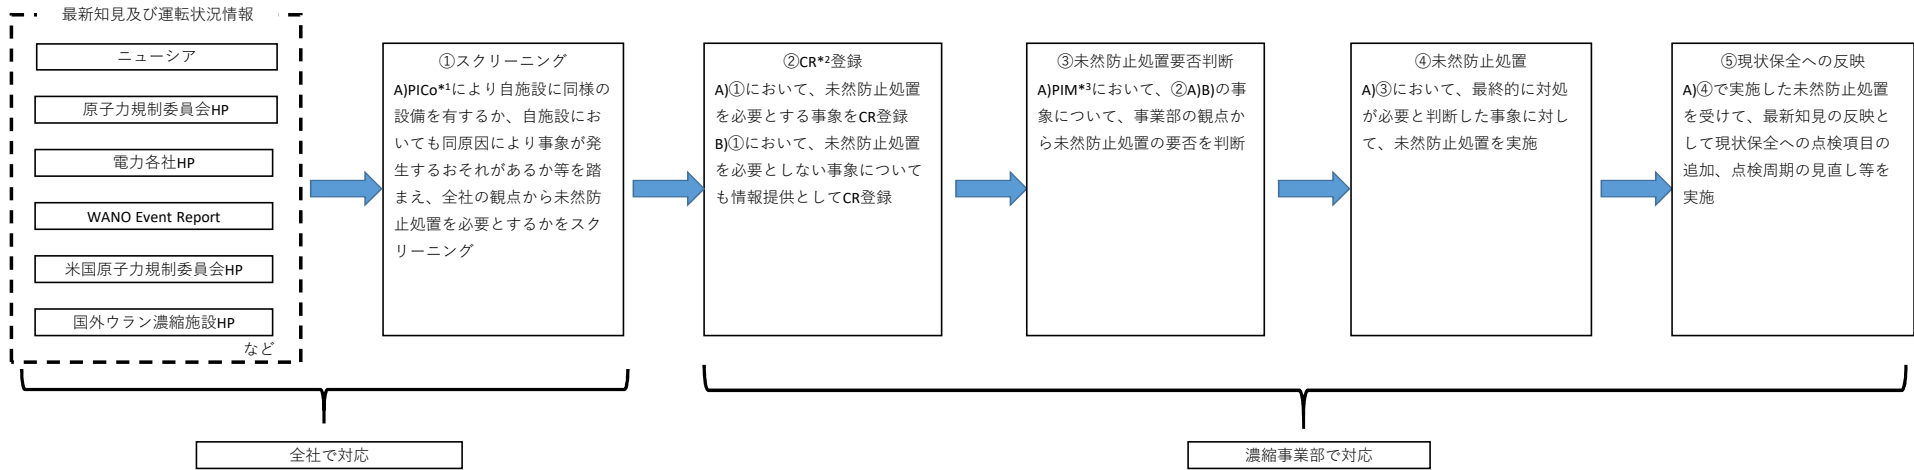 最新知見及び運転状況情報
ニューシア
原子力規制委員会HP
電力各社HP
WANO Event Report
米国原子力規制委員会HP
国外ウラン濃縮施設HP
など
①スクリーニング
A)PICo*1により自施設に同様の
設備を有するか、自施設にお
いても同原因により事象が発
生するおそれがあるか等を踏
まえ、全社の観点から未然防
止処置を必要とするかをスク
リーニング
②CR*2登録
A)①において、未然防止処置
を必要とする事象をCR登録
B)①において、未然防止処置
を必要としない事象について
も情報提供としてCR登録
③未然防止処置要否判断
A)PIM*3において、②A)B)の事
象について、事業部の観点か
ら未然防止処置の要否を判断
④未然防止処置
A)③において、最終的に対処
が必要と判断した事象に対し
て、未然防止処置を実施
⑤現状保全への反映
A)④で実施した未然防止処置
を受けて、最新知見の反映と
して現状保全への点検項目の
追加、点検周期の見直し等を
実施
全社で対応
濃縮事業部で対応